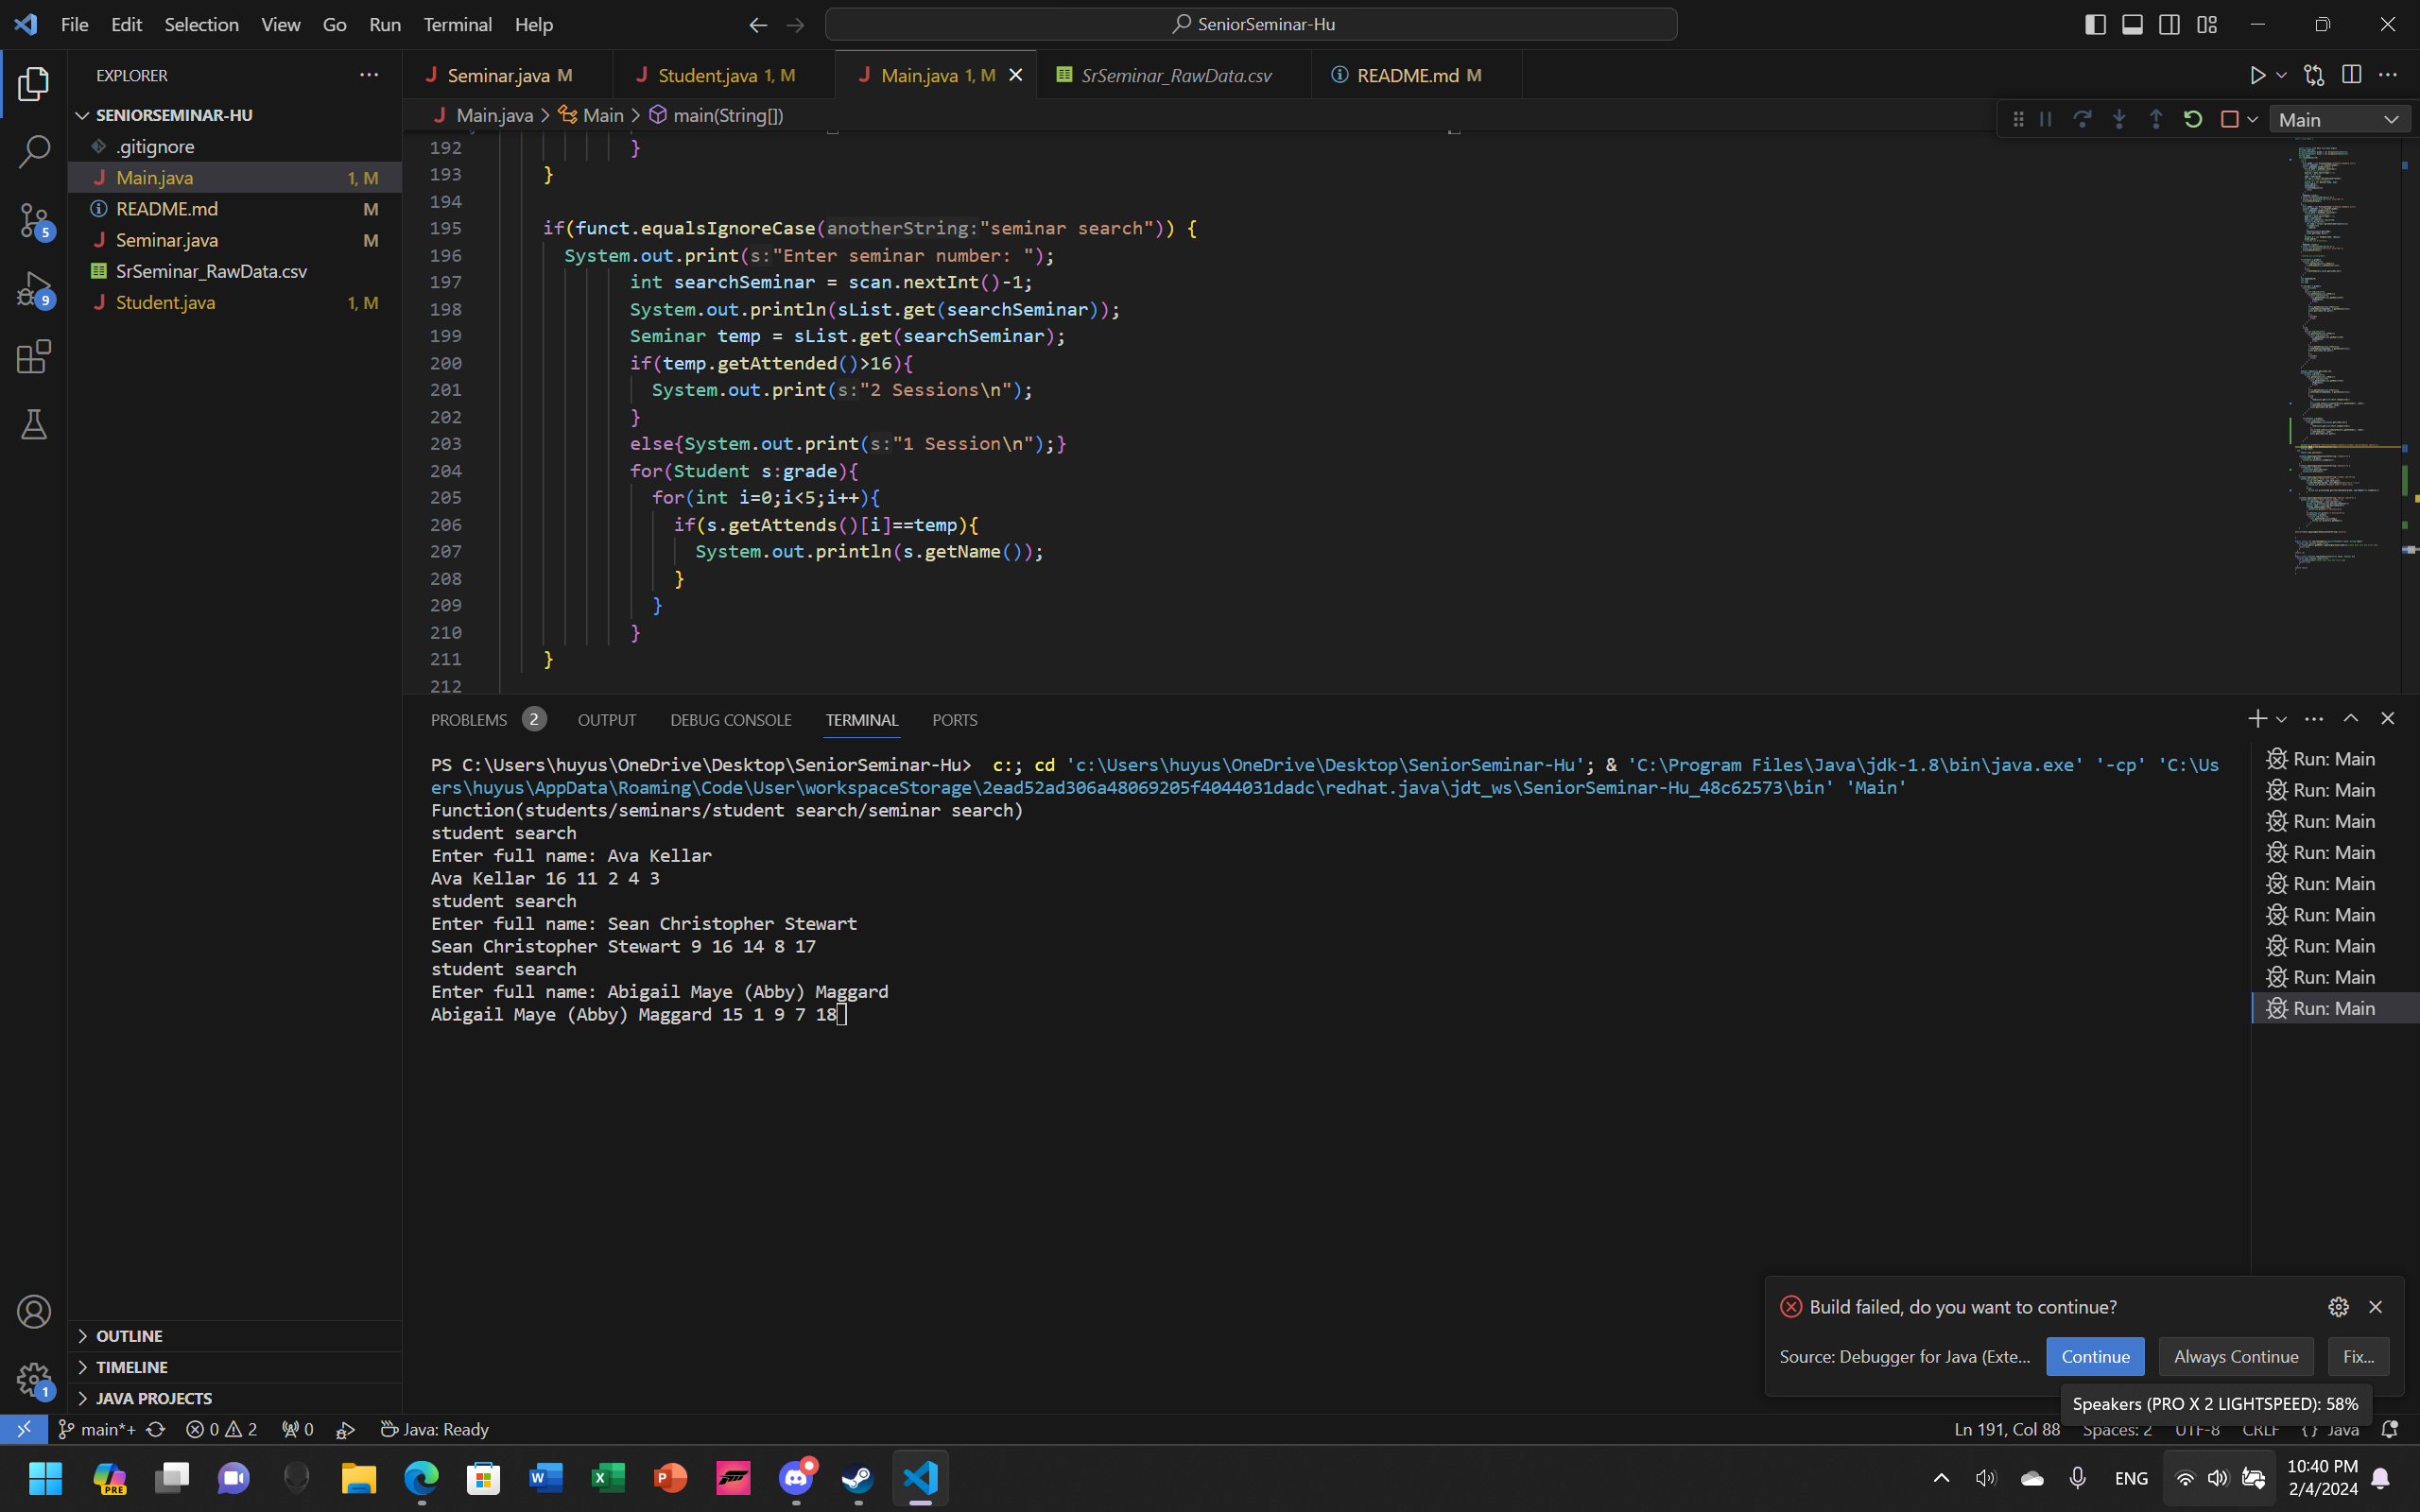 File Edit Selection View Go Run Terminal Help
SeniorSeminar-Hu
EXPLORER
Seminar.java M
Student.java 1, M
Main.java 1, M
SrSeminar_RawData.csv
README.md M
SENIORSEMINAR-HU
Main.java > Main > main(String[])
Main
.gitignore
Main.java 1, M
README.md M
Seminar.java M
SrSeminar_RawData.csv
Student.java 1, M
192 }
193 }
194
195 if(funct.equalsIgnoreCase(anotherString:"seminar search")) {
196 System.out.print(s:"Enter seminar number: ");
197 int searchSeminar = scan.nextInt()-1;
198 System.out.println(sList.get(searchSeminar));
199 Seminar temp = sList.get(searchSeminar);
200 if(temp.getAttended()>16){
201 System.out.print(s:"2 Sessions\n");
202 }
203 else{System.out.print(s:"1 Session\n");}
204 for(Student s:grade){
205 for(int i=0;i<5;i++){
206 if(s.getAttends()[i]==temp){
207 System.out.println(s.getName());
208 }
209 }
210 }
211 }
212
5
9
PROBLEMS 2 OUTPUT DEBUG CONSOLE TERMINAL PORTS
PS C:\Users\huyus\OneDrive\Desktop\SeniorSeminar-Hu> c:; cd 'c:\Users\huyus\OneDrive\Desktop\SeniorSeminar-Hu'; & 'C:\Program Files\Java\jdk-1.8\bin\java.exe' '-cp' 'C:\Us
ers\huyus\AppData\Roaming\Code\User\workspaceStorage\2ead52ad306a48069205f4044031dadc\redhat.java\jdt_ws\SeniorSeminar-Hu_48c62573\bin' 'Main'
Function(students/seminars/student search/seminar search)
student search
Enter full name: Ava Kellar
Ava Kellar 16 11 2 4 3
student search
Enter full name: Sean Christopher Stewart
Sean Christopher Stewart 9 16 14 8 17
student search
Enter full name: Abigail Maye (Abby) Maggard
Abigail Maye (Abby) Maggard 15 1 9 7 18
Run: Main
Run: Main
Run: Main
Run: Main
Run: Main
Run: Main
Run: Main
Run: Main
Run: Main
Build failed, do you want to continue?
Source: Debugger for Java (Exte...
Continue
Always Continue
Fix...
Speakers (PRO X 2 LIGHTSPEED): 58%
OUTLINE
TIMELINE
JAVA PROJECTS
1
main*+ 0 2 0 Java: Ready
Ln 191, Col 88 Spaces: 2 UTF-8 CRLF {} Java
PRE
ENG
10:40 PM
2/4/2024